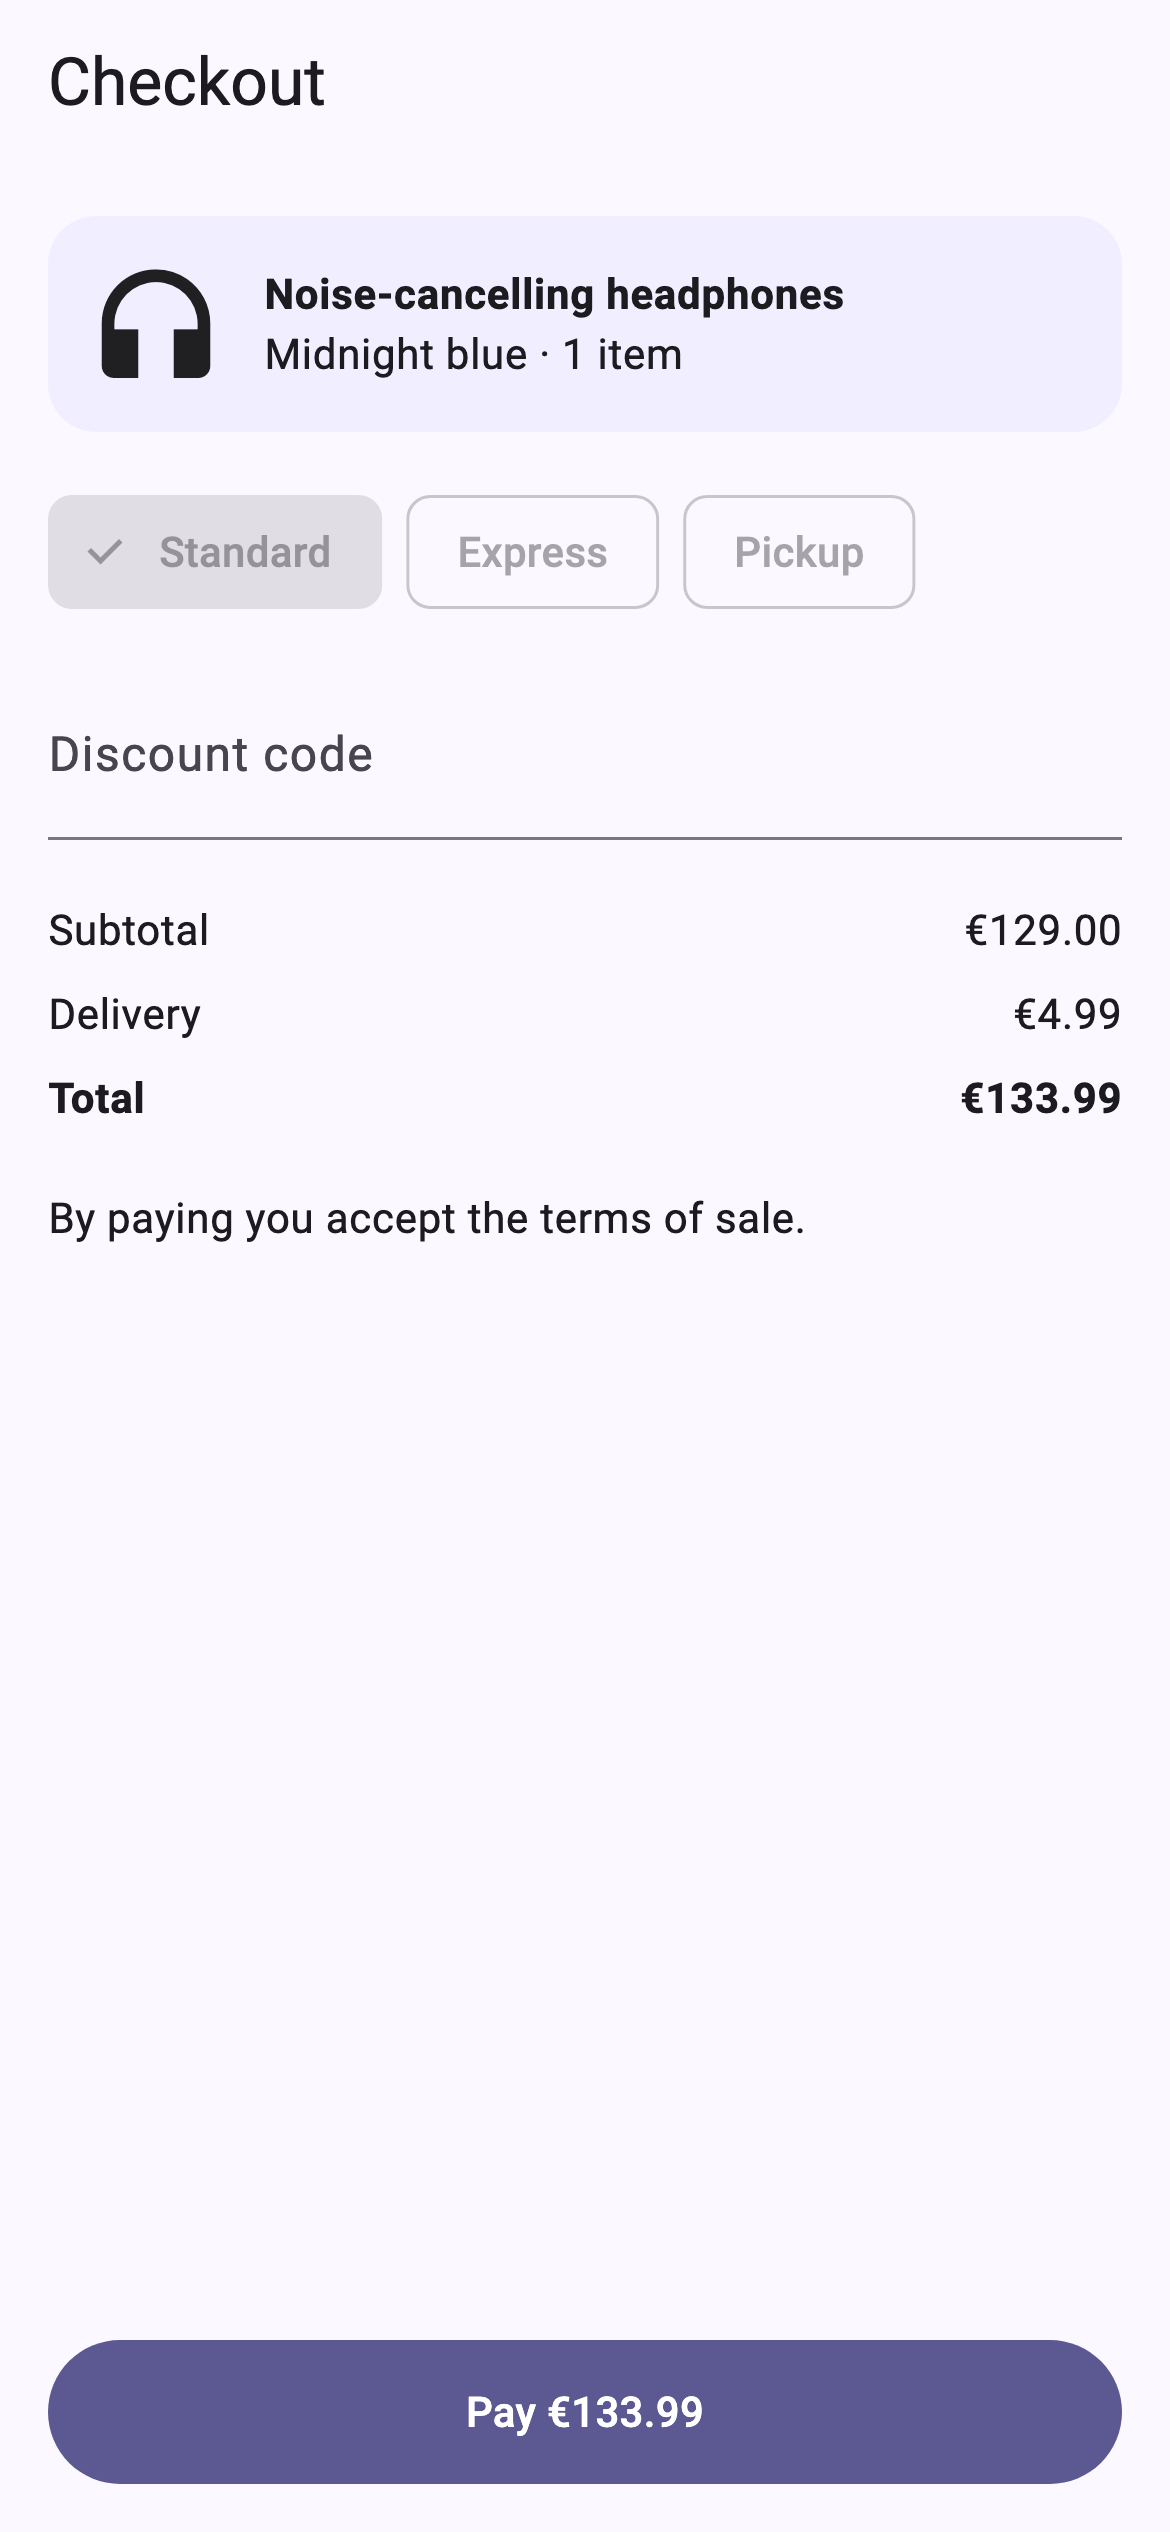 Checkout
Noise-cancelling headphones
Midnight blue · 1 item
Standard Express Pickup
Discount code
Subtotal €129.00
Delivery €4.99
Total €133.99
By paying you accept the terms of sale.
Pay €133.99